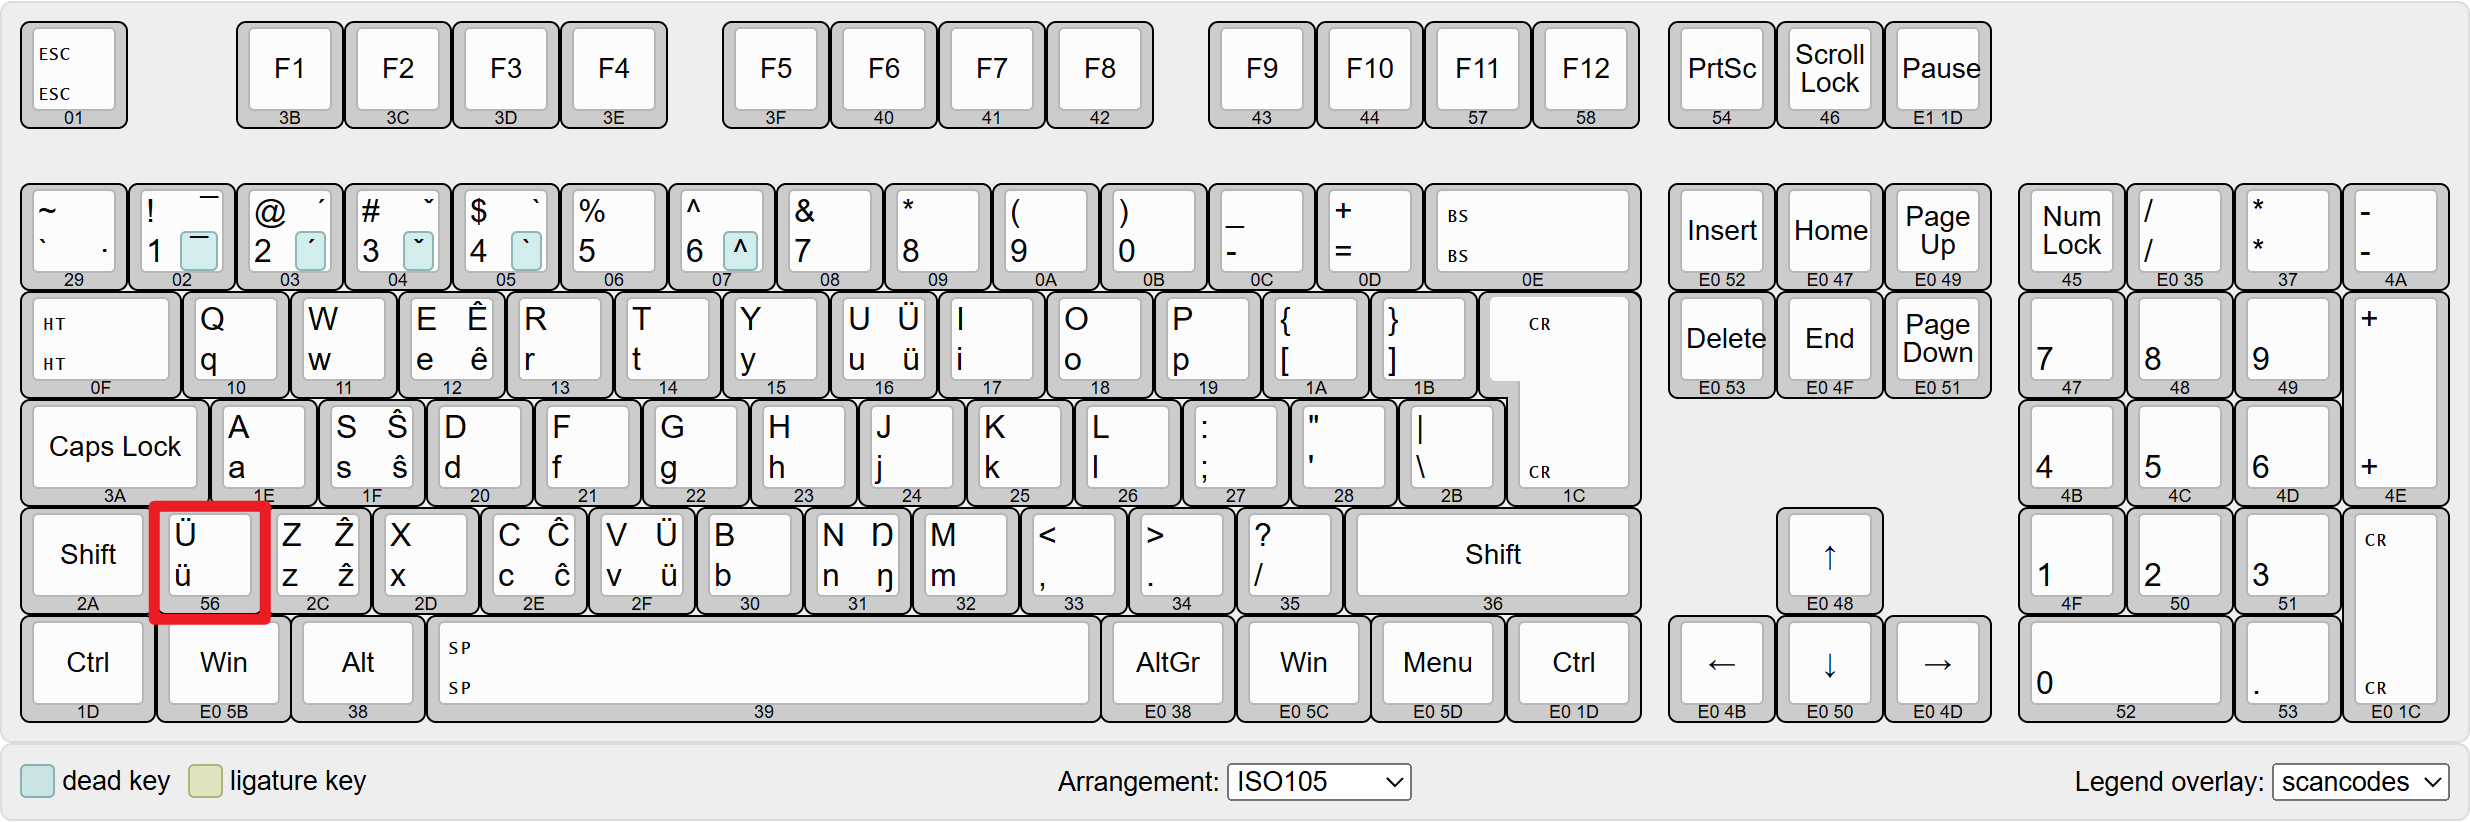 ESC F1 F2 F3 F4 F5 F6 F7 F8 F9 F10 F11 F12 PrtSc Scroll Lock Pause
ESC
01 3B 3C 3D 3E 3F 40 41 42 43 44 57 58 54 46 E1 1D
~ ! ¯ @ ´ # ˇ $ ` % ^ & * ( ) _ + BS Insert Home Page Up Num Lock / * -
` . 1 ¯ 2 ´ 3 ˇ 4 ` 5 6 ^ 7 8 9 0 - = BS / * -
29 02 03 04 05 06 07 08 09 0A 0B 0C 0D 0E E0 52 E0 47 E0 49 45 E0 35 37 4A
HT Q W E Ê R T Y U Ü I O P { } CR Delete End Page Down +
HT q w e ê r t y u ü i o p [ ] 7 8 9
0F 10 11 12 13 14 15 16 17 18 19 1A 1B E0 53 E0 4F E0 51 47 48 49
Caps Lock A S Ŝ D F G H J K L : " |
a s ŝ d f g h j k l ; ' \ CR 4 5 6 +
3A 1E 1F 20 21 22 23 24 25 26 27 28 2B 1C 4B 4C 4D 4E
Shift Ü Z Ẑ X C Ĉ V Ü B N Ŋ M < > ? Shift ↑ CR
ü z ẑ x c ĉ v ü b n ŋ m , . / 1 2 3
2A 56 2C 2D 2E 2F 30 31 32 33 34 35 36 E0 48 4F 50 51
Ctrl Win Alt SP AltGr Win Menu Ctrl ← ↓ → 0 .
SP CR
1D E0 5B 38 39 E0 38 E0 5C E0 5D E0 1D E0 4B E0 50 E0 4D 52 53 E0 1C
dead key ligature key Arrangement: ISO105 Legend overlay: scancodes